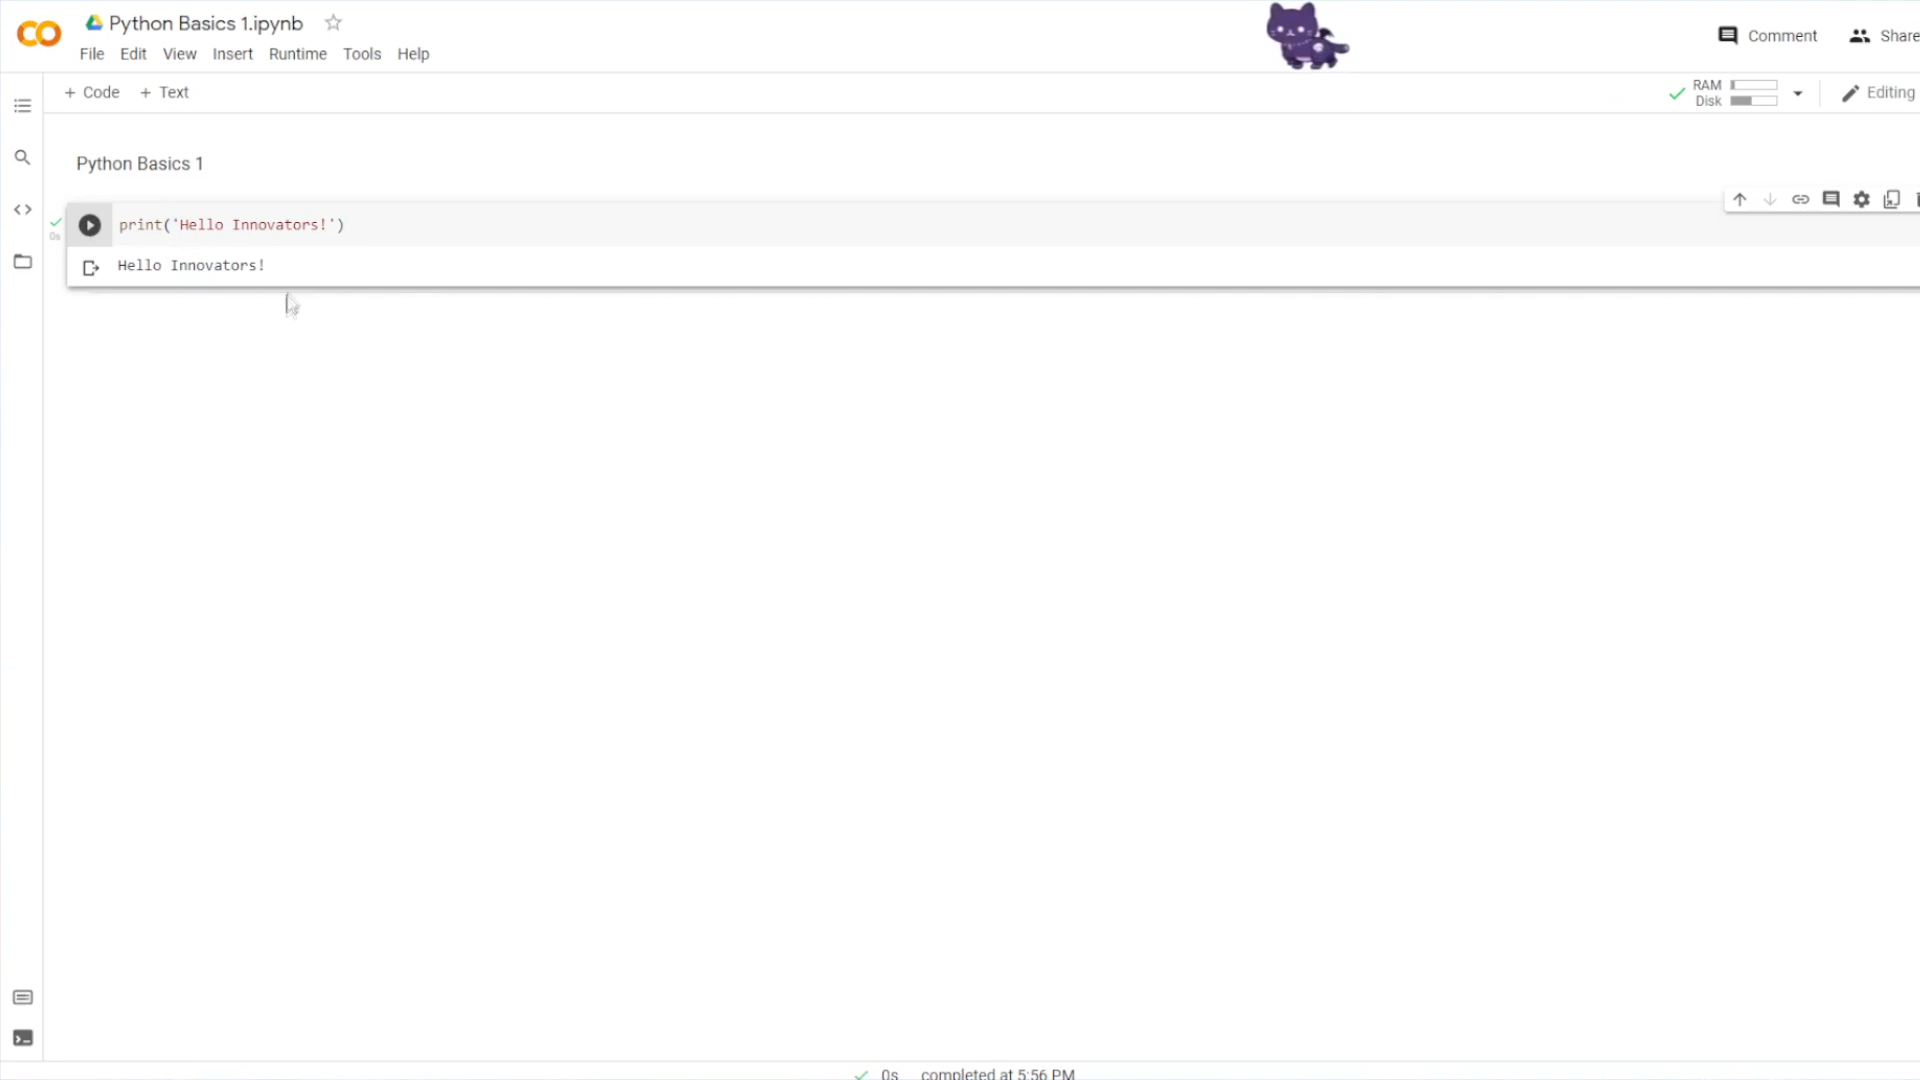 Python Basics 1.ipynb
File Edit View Insert Runtime Tools Help
Comment Share
+ Code + Text
RAM
Disk
Editing
Python Basics 1
print('Hello Innovators!')
0s
Hello Innovators!
0s completed at 5:56 PM